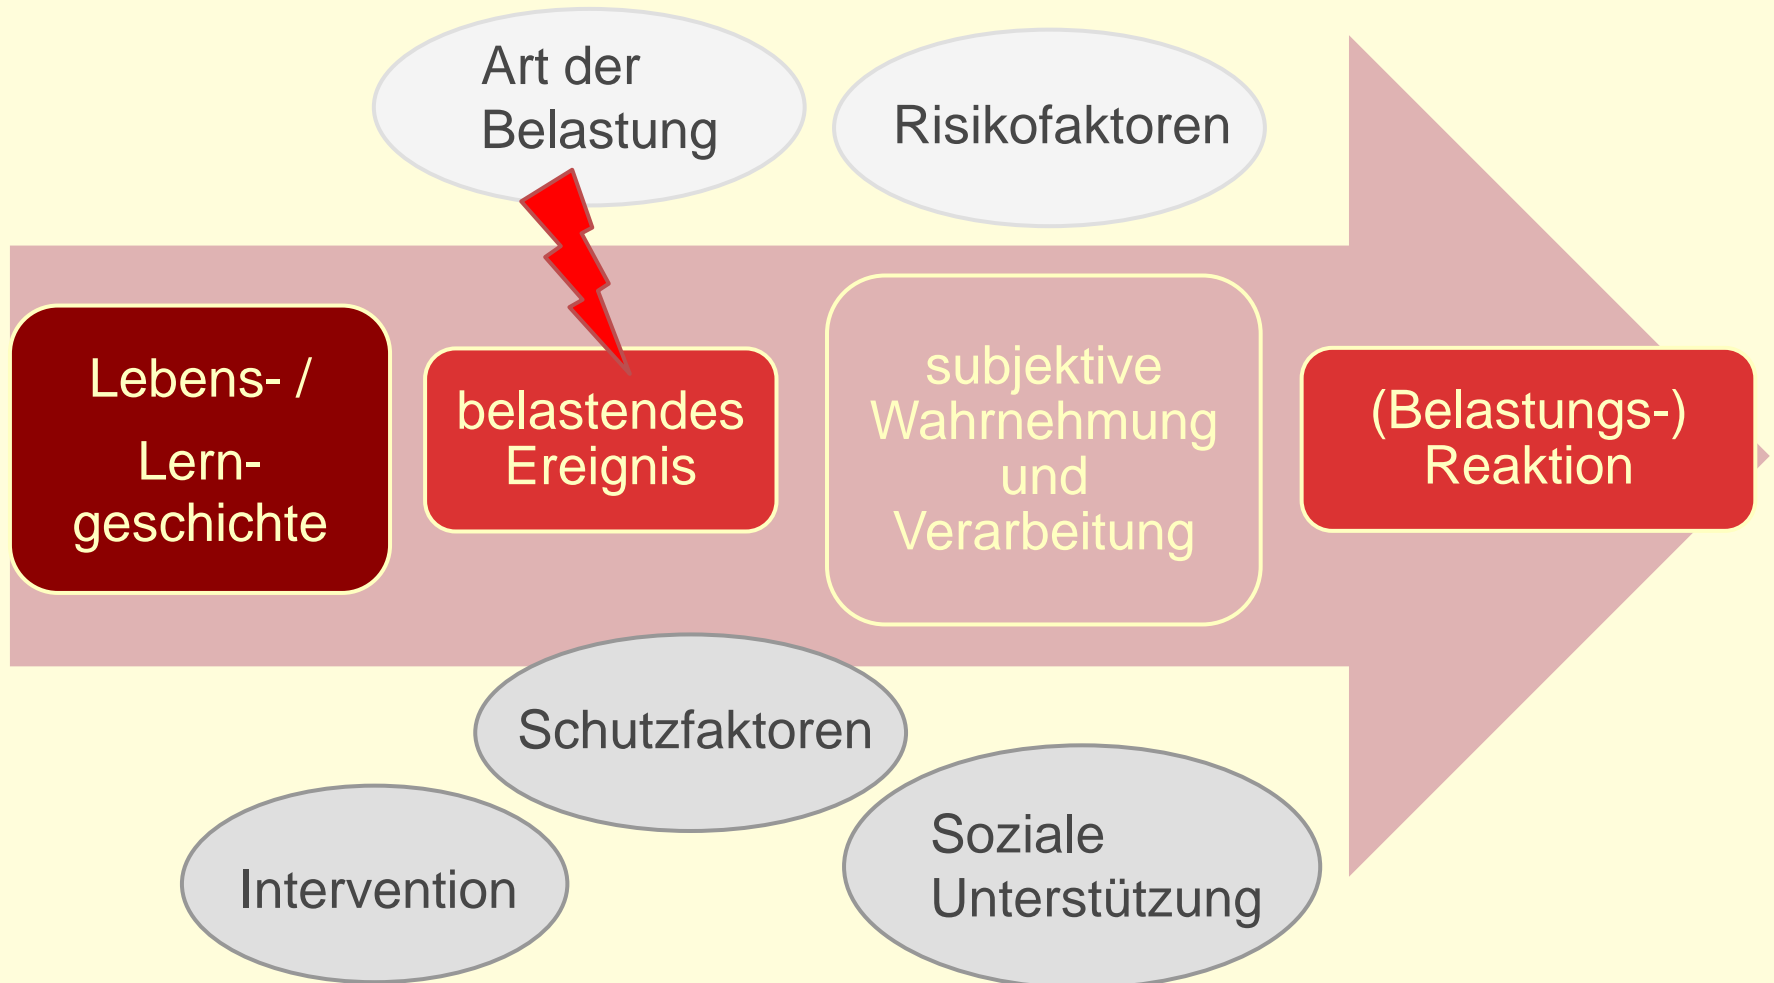 Art der
Belastung
Risikofaktoren
Lebens- /
Lern-
geschichte
belastendes
Ereignis
subjektive
Wahrnehmung
und
Verarbeitung
(Belastungs-)
Reaktion
Schutzfaktoren
Intervention
Soziale
Unterstützung